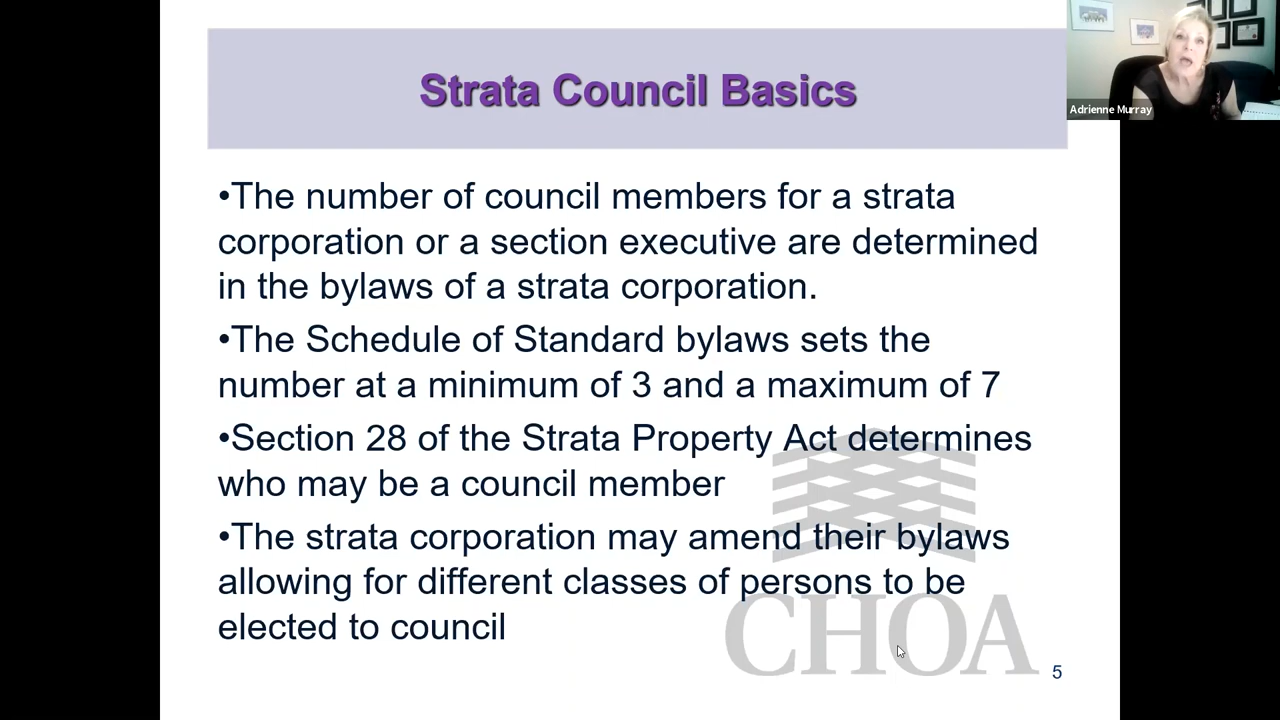 Strata Council Basics
Adrienne Murray
•The number of council members for a strata
corporation or a section executive are determined
in the bylaws of a strata corporation.
•The Schedule of Standard bylaws sets the
number at a minimum of 3 and a maximum of 7
•Section 28 of the Strata Property Act determines
who may be a council member
•The strata corporation may amend their bylaws
allowing for different classes of persons to be
elected to council
CHOA
5